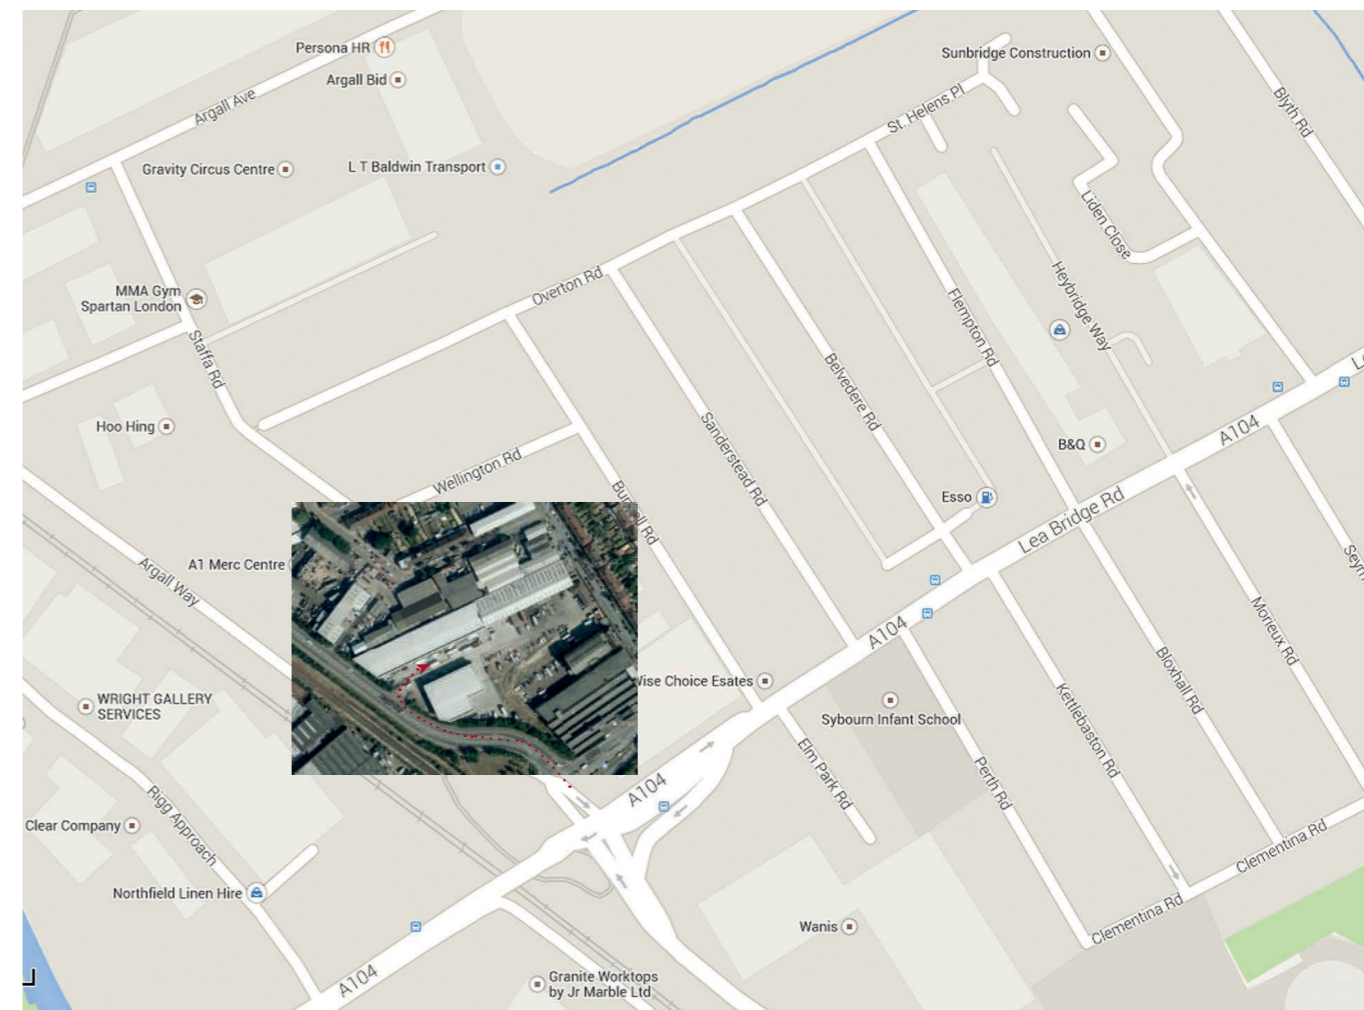 Persona HR
Sunbridge Construction
Argall Bid
Argall Ave
St. Helens Pl
Blyth Rd
Gravity Circus Centre
L T Baldwin Transport
Liden Close
MMA Gym
Spartan London
Overton Rd
Heybridge Way
Staffa Rd
Flempton Rd
Belvedere Rd
Hoo Hing
Sanderstead Rd
B&Q
A104
Wellington Rd
Esso
Lea Bridge Rd
A1 Merc Centre
Argall Way
A104
Morieux Rd
Bloxhall Rd
Wise Choice Esates
WRIGHT GALLERY
SERVICES
Sybourn Infant School
Kettlebaston Rd
Elm Park Rd
Perth Rd
A104
Rigg Approach
Clear Company
Clementina Rd
Northfield Linen Hire
Wanis
Clementina Rd
A104
Granite Worktops
by Jr Marble Ltd